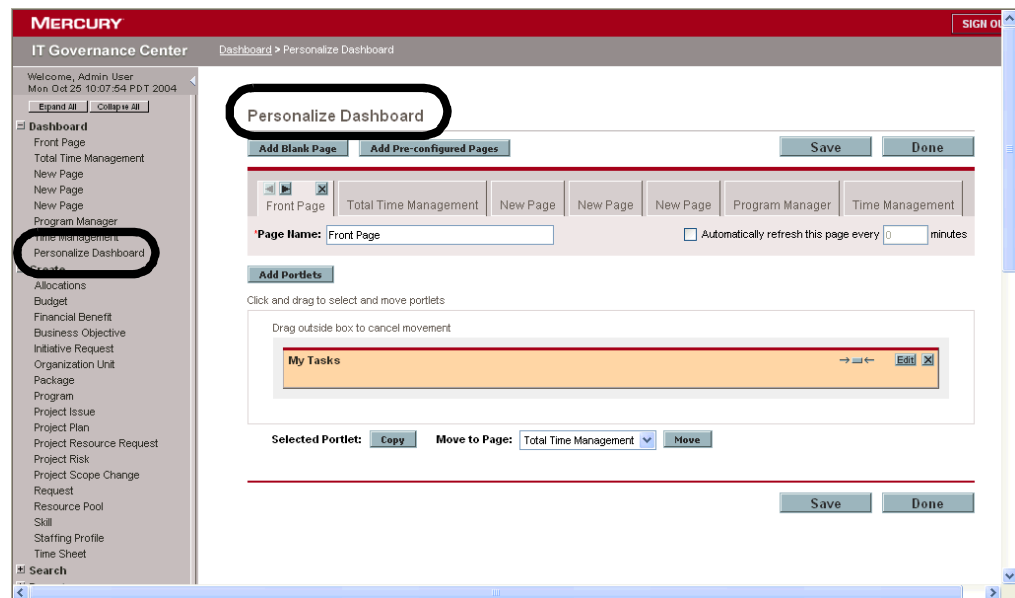 MERCURY
SIGN OU
IT Governance Center
Dashboard > Personalize Dashboard
Welcome, Admin User
Mon Oct 25 10:07:54 PDT 2004
Expand All Collapse All
Dashboard
Front Page
Total Time Management
New Page
New Page
New Page
Program Manager
Time Management
Personalize Dashboard
Create
Allocations
Budget
Financial Benefit
Business Objective
Initiative Request
Organization Unit
Package
Program
Project Issue
Project Plan
Project Resource Request
Project Risk
Project Scope Change
Request
Resource Pool
Skill
Staffing Profile
Time Sheet
Search
Personalize Dashboard
Add Blank Page Add Pre-configured Pages Save Done
Front Page Total Time Management New Page New Page New Page Program Manager Time Management
*Page Name: Front Page Automatically refresh this page every 0 minutes
Add Portlets
Click and drag to select and move portlets
Drag outside box to cancel movement
My Tasks Edit
Selected Portlet: Copy Move to Page: Total Time Management Move
Save Done